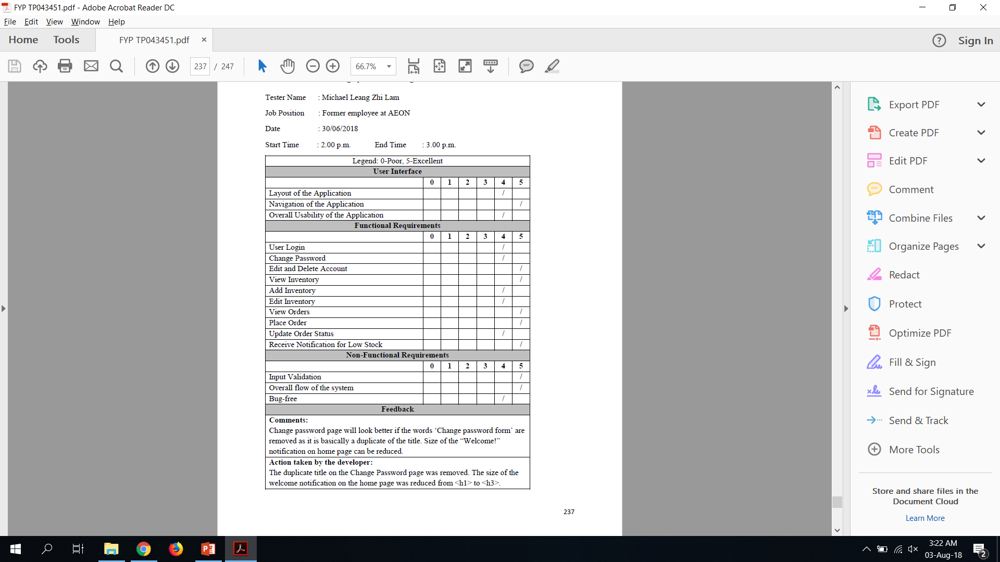 FYP TP043451.pdf - Adobe Acrobat Reader DC
File Edit View Window Help
Home Tools FYP TP043451.pdf × ? Sign In
237 / 247 66.7%
Tester Name : Michael Leang Zhi Lam
Job Position : Former employee at AEON
Date : 30/06/2018
Start Time : 2.00 p.m. End Time : 3.00 p.m.
Legend: 0-Poor, 5-Excellent
User Interface
0 1 2 3 4 5
Layout of the Application /
Navigation of the Application /
Overall Usability of the Application /
Functional Requirements
0 1 2 3 4 5
User Login /
Change Password /
Edit and Delete Account /
View Inventory /
Add Inventory /
Edit Inventory /
View Orders /
Place Order /
Update Order Status /
Receive Notification for Low Stock /
Non-Functional Requirements
0 1 2 3 4 5
Input Validation /
Overall flow of the system /
Bug-free /
Feedback
Comments:
Change password page will look better if the words ‘Change password form’ are
removed as it is basically a duplicate of the title. Size of the “Welcome!”
notification on home page can be reduced.
Action taken by the developer:
The duplicate title on the Change Password page was removed. The size of the
welcome notification on the home page was reduced from <h1> to <h3>.
237
Export PDF
Create PDF
Edit PDF
Comment
Combine Files
Organize Pages
Redact
Protect
Optimize PDF
Fill & Sign
Send for Signature
Send & Track
More Tools
Store and share files in the
Document Cloud
Learn More
3:22 AM
03-Aug-18
2